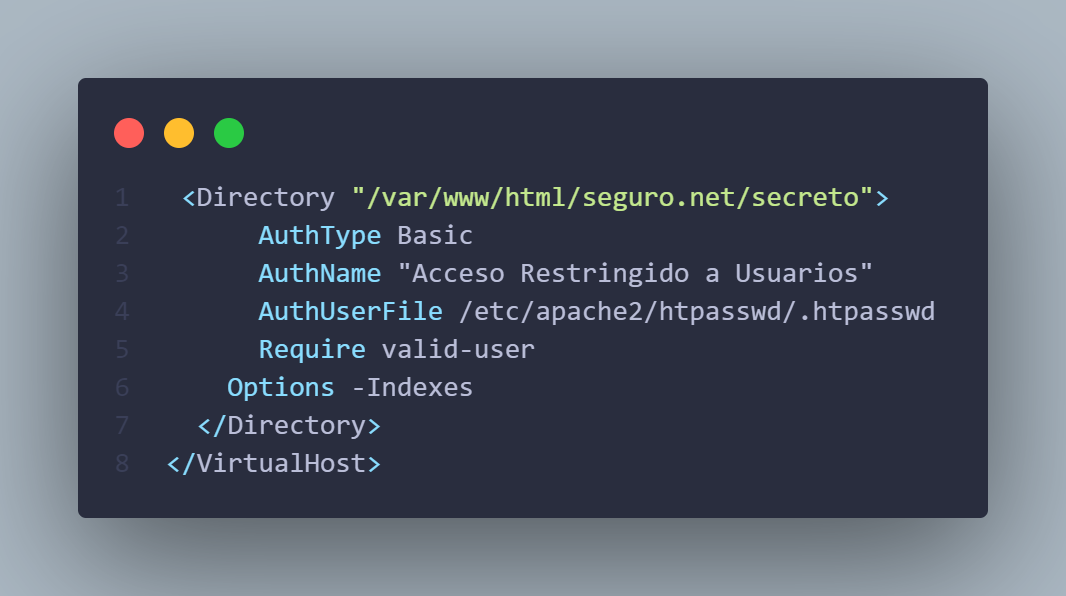 1 <Directory "/var/www/html/seguro.net/secreto">
2 AuthType Basic
3 AuthName "Acceso Restringido a Usuarios"
4 AuthUserFile /etc/apache2/htpasswd/.htpasswd
5 Require valid-user
6 Options -Indexes
7 </Directory>
8 </VirtualHost>